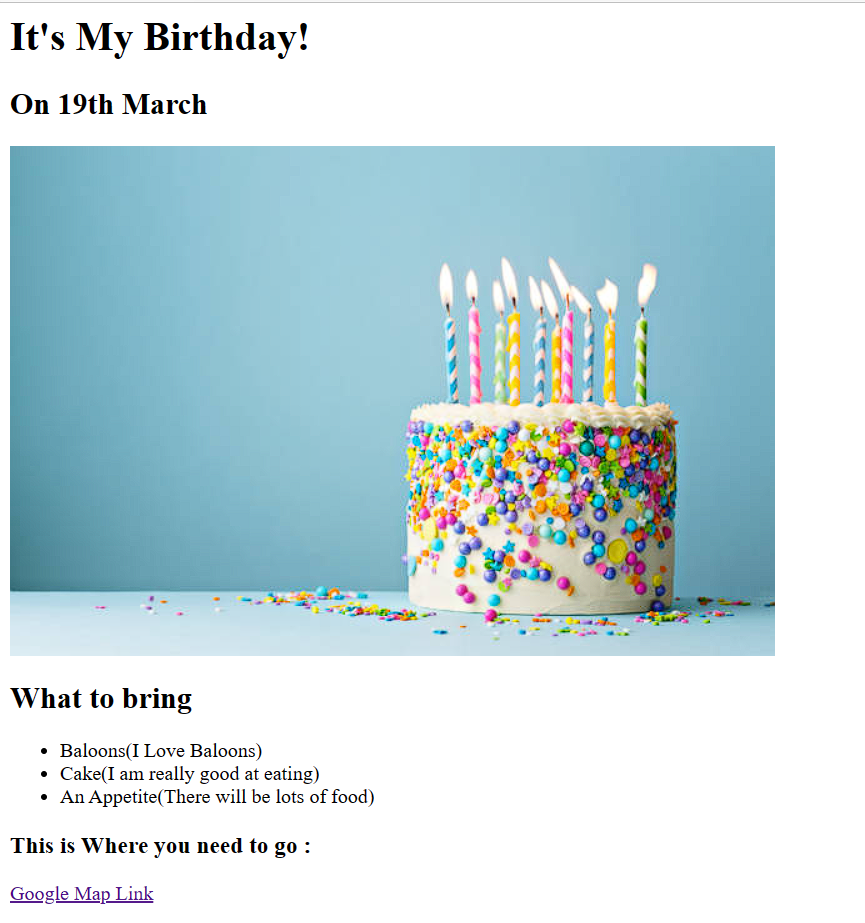 It's My Birthday!
On 19th March
What to bring
Baloons(I Love Baloons)
Cake(I am really good at eating)
An Appetite(There will be lots of food)
This is Where you need to go :
Google Map Link